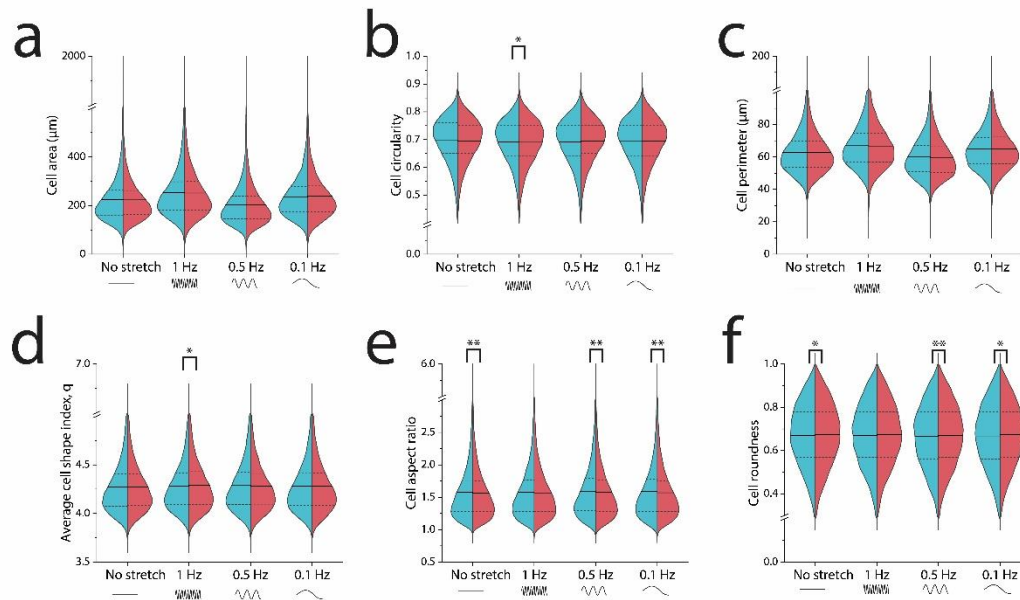 a
2000
400
200
0
Cell area (µm)
No stretch 1 Hz 0.5 Hz 0.1 Hz
b
*
1.0
0.9
0.8
0.7
0.6
0.5
0.0
Cell circularity
No stretch 1 Hz 0.5 Hz 0.1 Hz
c
200
80
60
40
20
0
Cell perimeter (µm)
No stretch 1 Hz 0.5 Hz 0.1 Hz
d
*
7.0
4.5
4.0
3.5
Average cell shape index, q
No stretch 1 Hz 0.5 Hz 0.1 Hz
e
** ** **
6.0
2.5
2.0
1.5
1.0
0.5
Cell aspect ratio
No stretch 1 Hz 0.5 Hz 0.1 Hz
f
* ** *
1.0
0.8
0.6
0.4
0.0
Cell roundness
No stretch 1 Hz 0.5 Hz 0.1 Hz